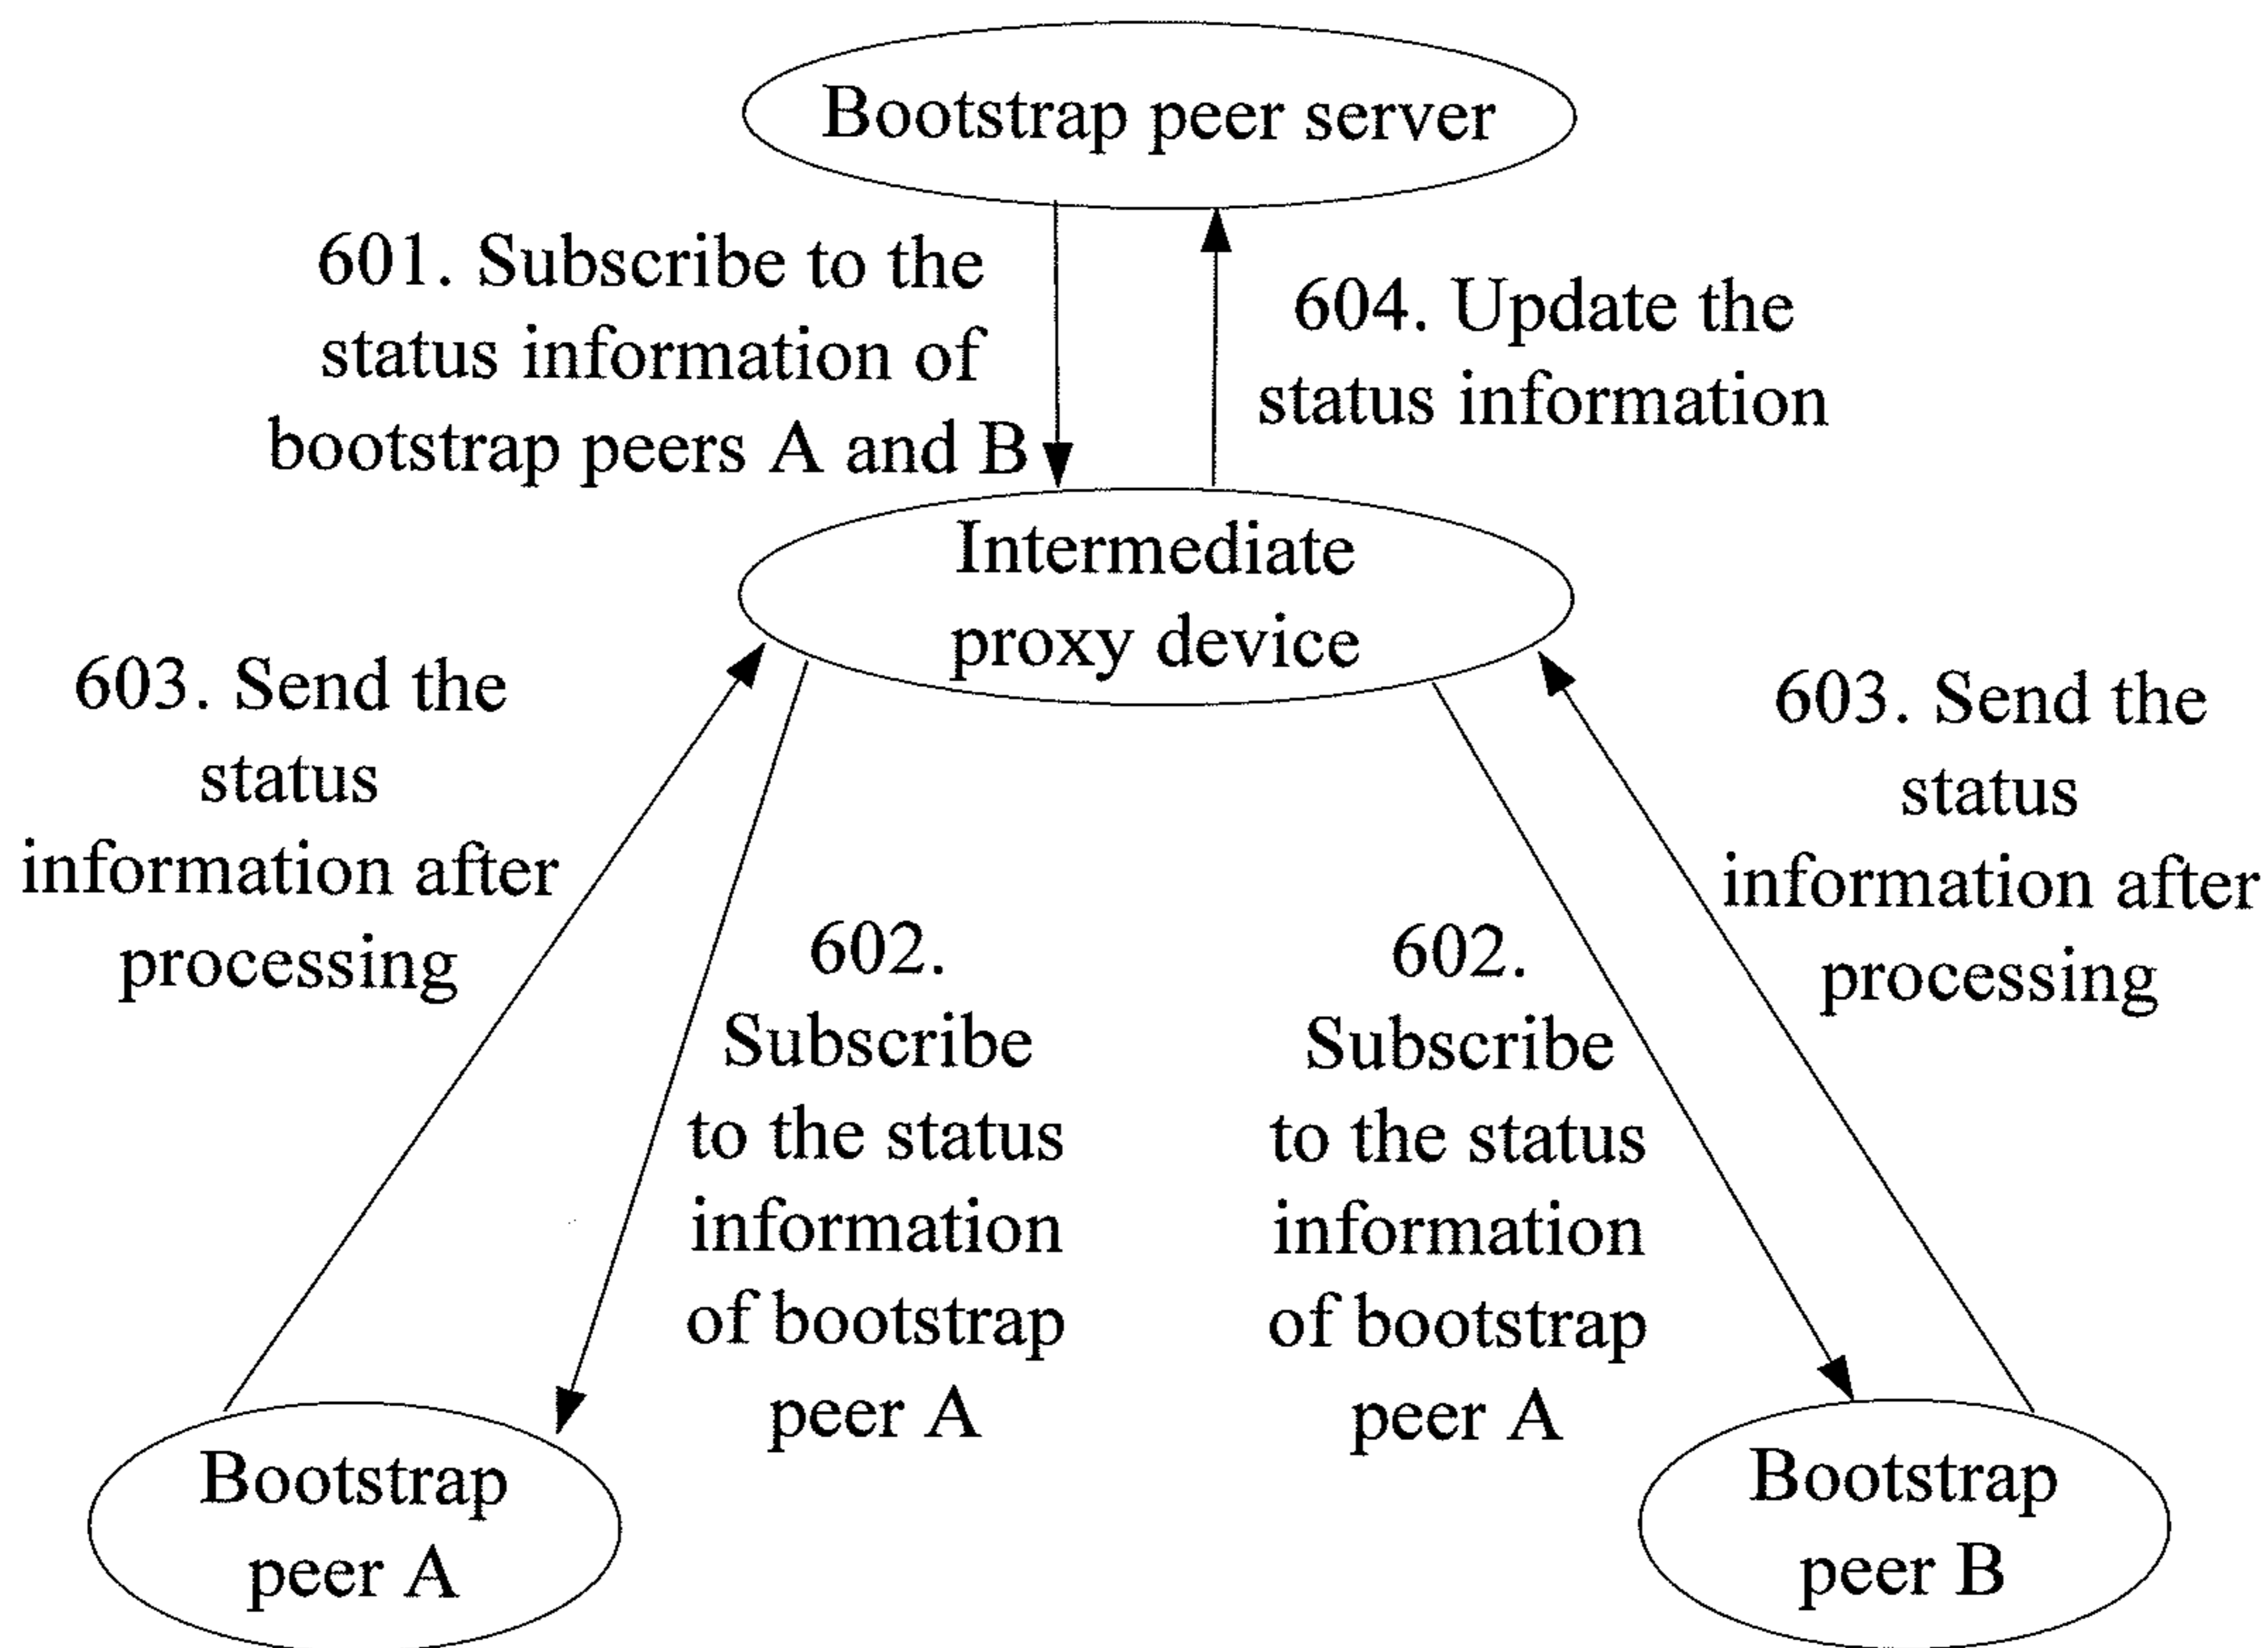 Bootstrap peer server
601. Subscribe to the
status information of
bootstrap peers A and B
604. Update the
status information
Intermediate
proxy device
603. Send the
status
information after
processing
602.
Subscribe
to the status
information
of bootstrap
peer A
602.
Subscribe
to the status
information
of bootstrap
peer A
603. Send the
status
information after
processing
Bootstrap
peer A
Bootstrap
peer B